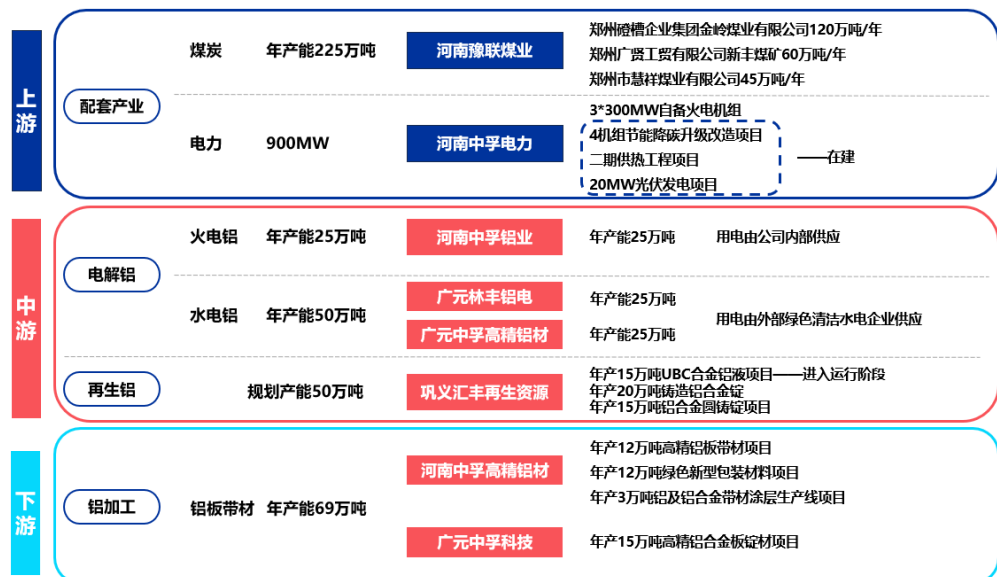 上游
配套产业
煤炭 年产能225万吨 河南豫联煤业
郑州磴槽企业集团金岭煤业有限公司120万吨/年
郑州广贤工贸有限公司新丰煤矿60万吨/年
郑州市慧祥煤业有限公司45万吨/年
电力 900MW 河南中孚电力
3*300MW自备火电机组
4机组节能降碳升级改造项目
二期供热工程项目
20MW光伏发电项目
——在建
中游
电解铝
火电铝 年产能25万吨 河南中孚铝业 年产能25万吨 用电由公司内部供应
水电铝 年产能50万吨
广元林丰铝电 年产能25万吨
广元中孚高精铝材 年产能25万吨
用电由外部绿色清洁水电企业供应
再生铝 规划产能50万吨 巩义汇丰再生资源
年产15万吨UBC合金铝液项目——进入运行阶段
年产20万吨铸造铝合金锭
年产15万吨铝合金圆铸锭项目
下游
铝加工
铝板带材 年产能69万吨
河南中孚高精铝材
年产12万吨高精铝板带材项目
年产12万吨绿色新型包装材料项目
年产3万吨铝及铝合金带材涂层生产线项目
广元中孚科技 年产15万吨高精铝合金板锭材项目